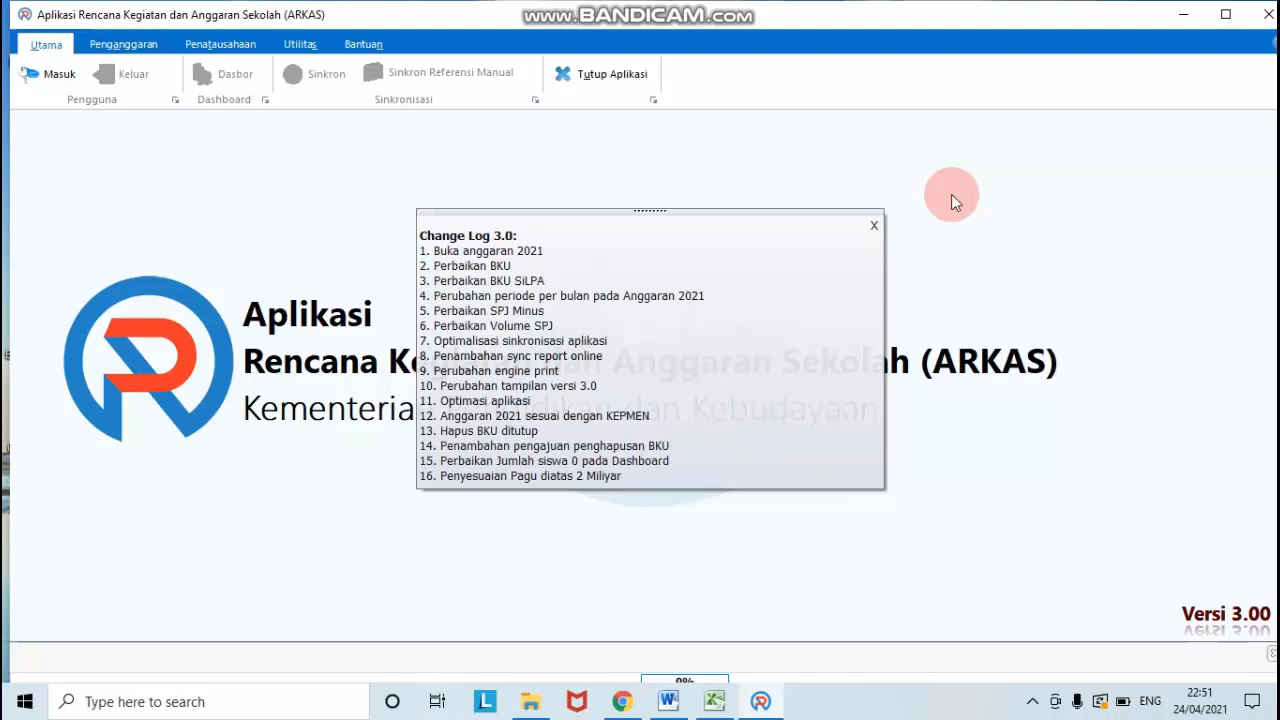 Aplikasi Rencana Kegiatan dan Anggaran Sekolah (ARKAS)
www.BANDICAM.com
Utama Penganggaran Penatausahaan Utilitas Bantuan
Masuk Keluar Dasbor Sinkron Sinkron Referensi Manual Tutup Aplikasi
Pengguna Dashboard Sinkronisasi
X
Change Log 3.0:
1. Buka anggaran 2021
2. Perbaikan BKU
3. Perbaikan BKU SiLPA
4. Perubahan periode per bulan pada Anggaran 2021
5. Perbaikan SPJ Minus
6. Perbaikan Volume SPJ
7. Optimalisasi sinkronisasi aplikasi
8. Penambahan sync report online
9. Perubahan engine print
10. Perubahan tampilan versi 3.0
11. Optimasi aplikasi
12. Anggaran 2021 sesuai dengan KEPMEN
13. Hapus BKU ditutup
14. Penambahan pengajuan penghapusan BKU
15. Perbaikan Jumlah siswa 0 pada Dashboard
16. Penyesuaian Pagu diatas 2 Miliyar
Aplikasi
Rencana Ke Anggaran Sekolah (ARKAS)
Kementeria dikan dan Kebudayaan
Versi 3.00
0%
Type here to search
L
ENG
22:51
24/04/2021